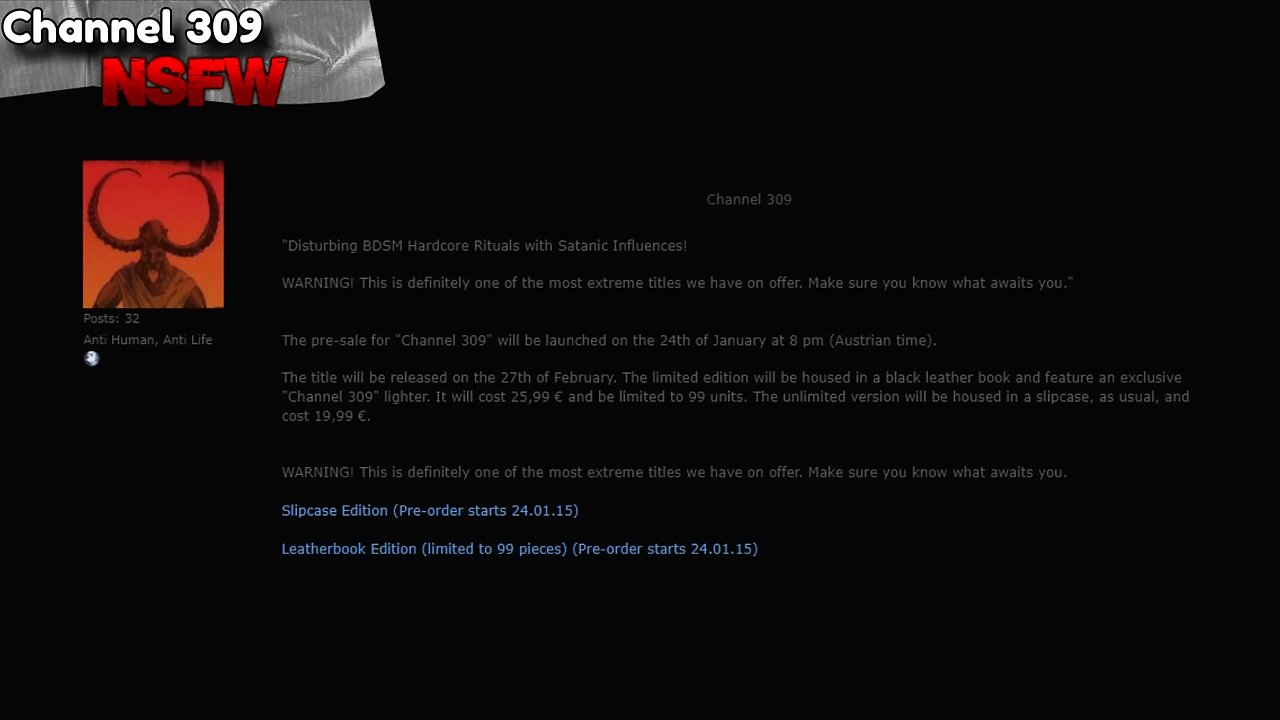 Channel 309
NSFW
Channel 309
"Disturbing BDSM Hardcore Rituals with Satanic Influences!
WARNING! This is definitely one of the most extreme titles we have on offer. Make sure you know what awaits you."
Posts: 32
Anti Human, Anti Life
The pre-sale for "Channel 309" will be launched on the 24th of January at 8 pm (Austrian time).
The title will be released on the 27th of February. The limited edition will be housed in a black leather book and feature an exclusive
"Channel 309" lighter. It will cost 25,99 € and be limited to 99 units. The unlimited version will be housed in a slipcase, as usual, and
cost 19,99 €.
WARNING! This is definitely one of the most extreme titles we have on offer. Make sure you know what awaits you.
Slipcase Edition (Pre-order starts 24.01.15)
Leatherbook Edition (limited to 99 pieces) (Pre-order starts 24.01.15)